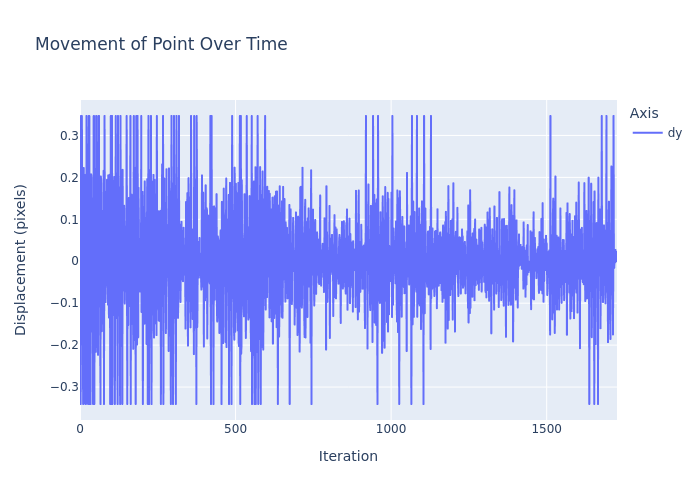 Movement of Point Over Time
Axis
dy
Displacement (pixels)
0.3
0.2
0.1
0
−0.1
−0.2
−0.3
0
500
1000
1500
Iteration